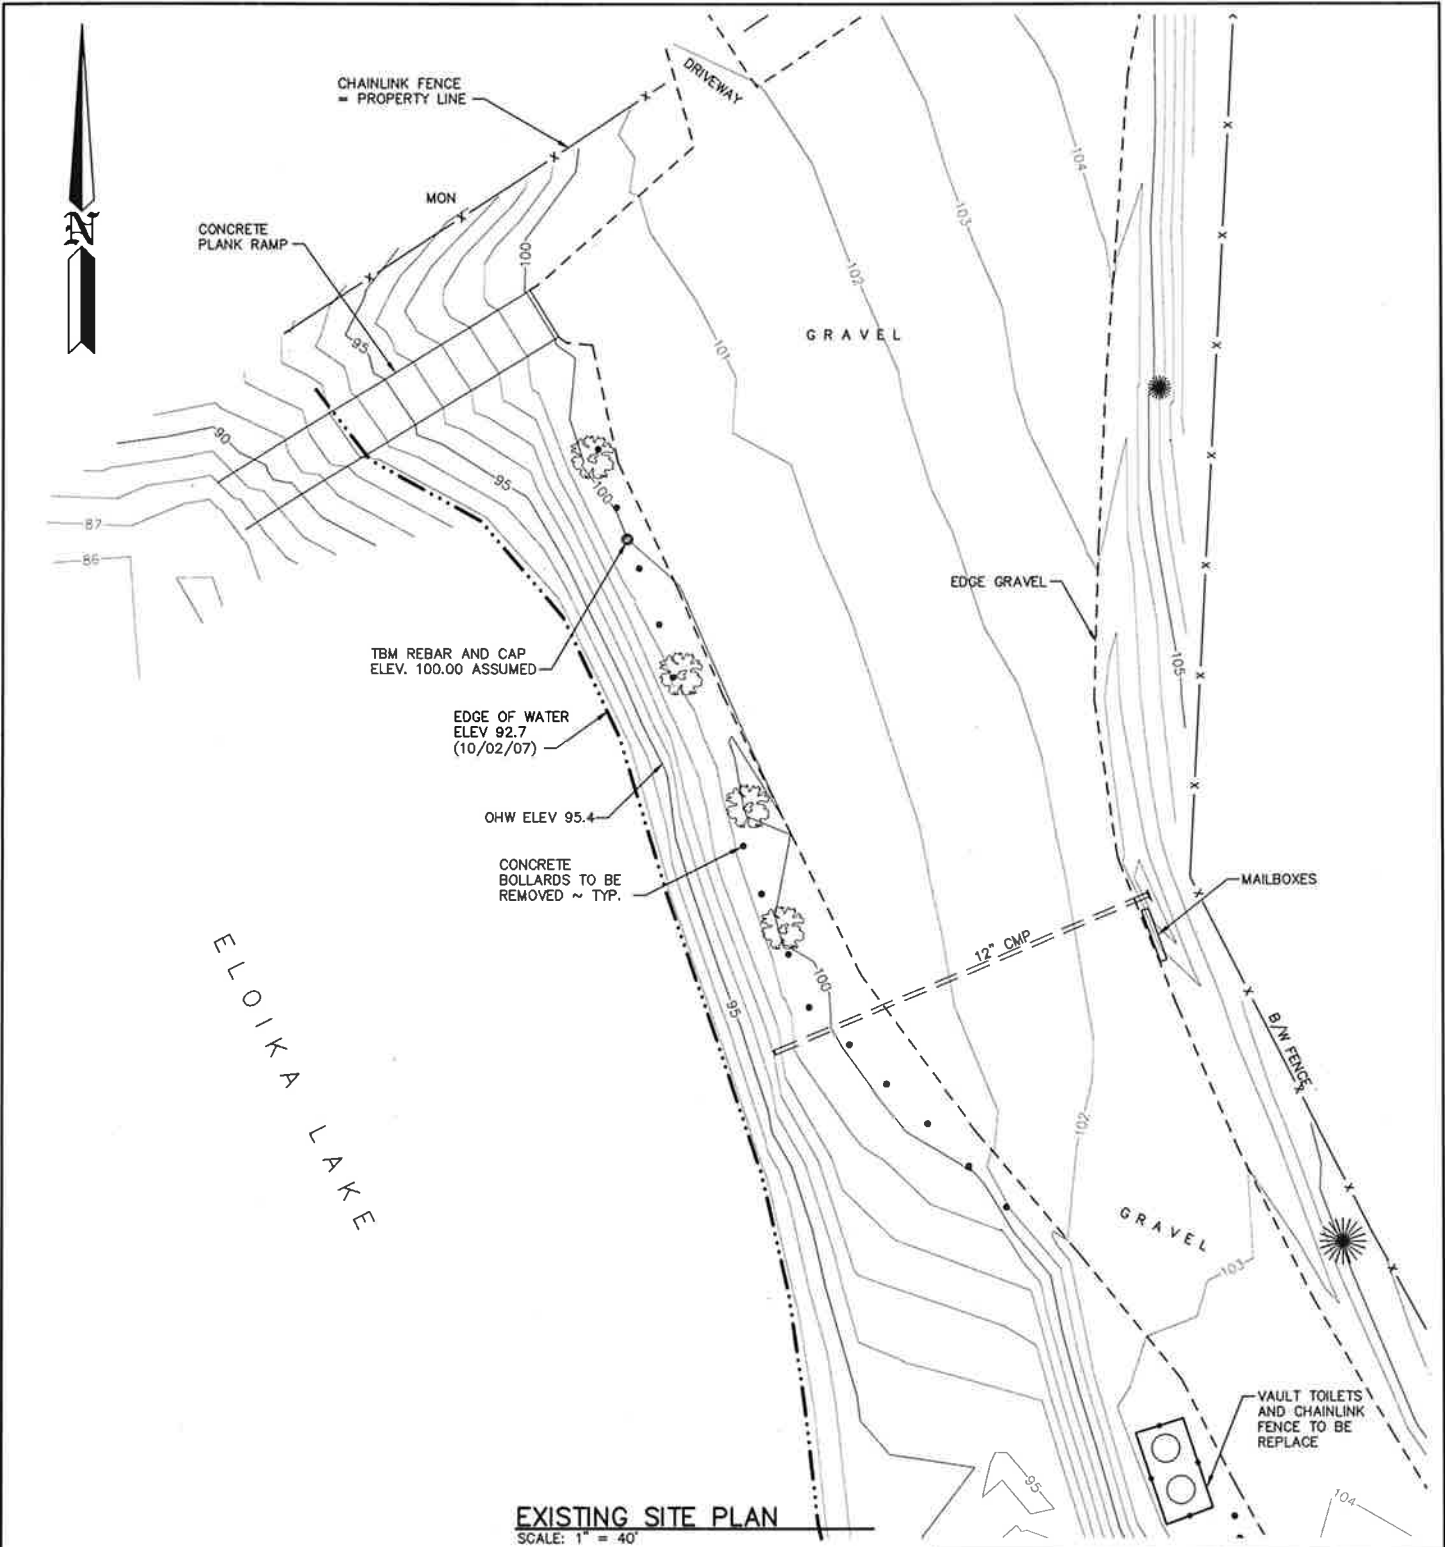 CHAINLINK FENCE
= PROPERTY LINE
DRIVEWAY
MON
N
CONCRETE
PLANK RAMP
100
104
103
102
95
101
GRAVEL
90
95
100
87
86
EDGE GRAVEL
TBM REBAR AND CAP
ELEV. 100.00 ASSUMED
105
EDGE OF WATER
ELEV 92.7
(10/02/07)
OHW ELEV 95.4
CONCRETE
BOLLARDS TO BE
REMOVED ~ TYP.
MAILBOXES
12" CMP
100
95
B/W FENCE
ELOIKA LAKE
102
GRAVEL
103
VAULT TOILETS
AND CHAINLINK
FENCE TO BE
REPLACE
95
104
EXISTING SITE PLAN
SCALE: 1" = 40'